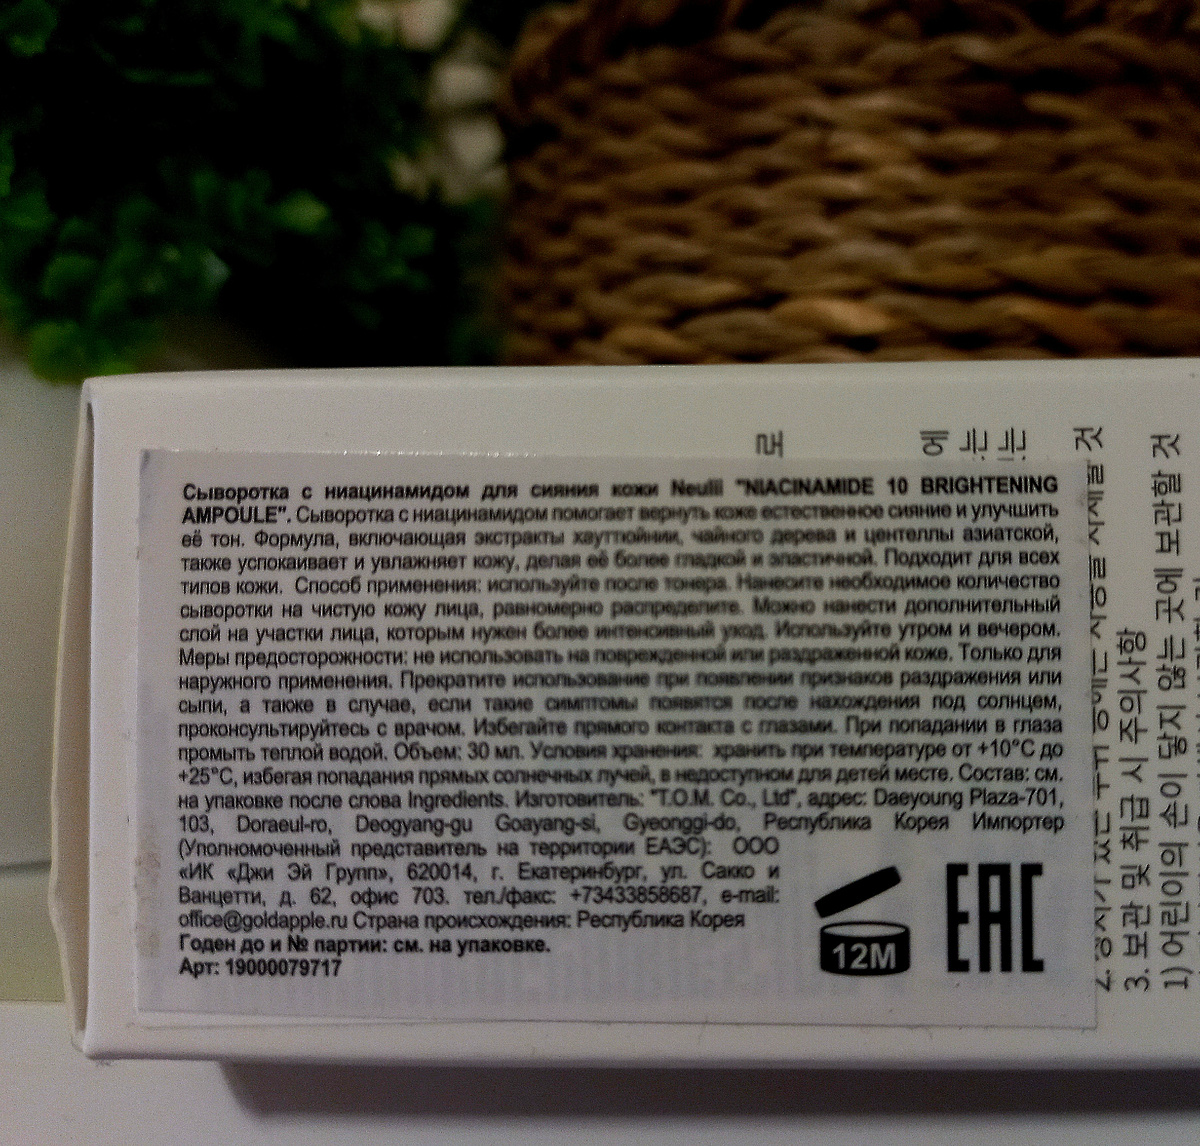 Сыворотка с ниацинамидом для сияния кожи Neulii "NIACINAMIDE 10 BRIGHTENING
AMPOULE". Сыворотка с ниацинамидом помогает вернуть коже естественное сияние и улучшить
её тон. Формула, включающая экстракты хауттюйнии, чайного дерева и центеллы азиатской,
также успокаивает и увлажняет кожу, делая её более гладкой и эластичной. Подходит для всех
типов кожи. Способ применения: используйте после тонера. Нанесите необходимое количество
сыворотки на чистую кожу лица, равномерно распределите. Можно нанести дополнительный
слой на участки лица, которым нужен более интенсивный уход. Используйте утром и вечером.
Меры предосторожности: не использовать на поврежденной или раздраженной коже. Только для
наружного применения. Прекратите использование при появлении признаков раздражения или
сыпи, а также в случае, если такие симптомы появятся после нахождения под солнцем,
проконсультируйтесь с врачом. Избегайте прямого контакта с глазами. При попадании в глаза
промыть теплой водой. Объем: 30 мл. Условия хранения: хранить при температуре от +10°C до
+25°C, избегая попадания прямых солнечных лучей, в недоступном для детей месте. Состав: см.
на упаковке после слова Ingredients. Изготовитель: "T.O.M. Co., Ltd", адрес: Daeyoung Plaza-701,
103, Doraeul-ro, Deogyang-gu Goayang-si, Gyeonggi-do, Республика Корея Импортер
(Уполномоченный представитель на территории ЕАЭС): ООО
«ИК «Джи Эй Групп», 620014, г. Екатеринбург, ул. Сакко и
Ванцетти, д. 62, офис 703. тел./факс: +73433858687, e-mail:
office@goldapple.ru Страна происхождения: Республика Корея
Годен до и № партии: см. на упаковке.
Арт: 19000079717
12M
EAC
로
에
것
3. 보관 및 취급 시 주의사항
1) 어린이의 손이 닿지 않는 곳에 보관할 것